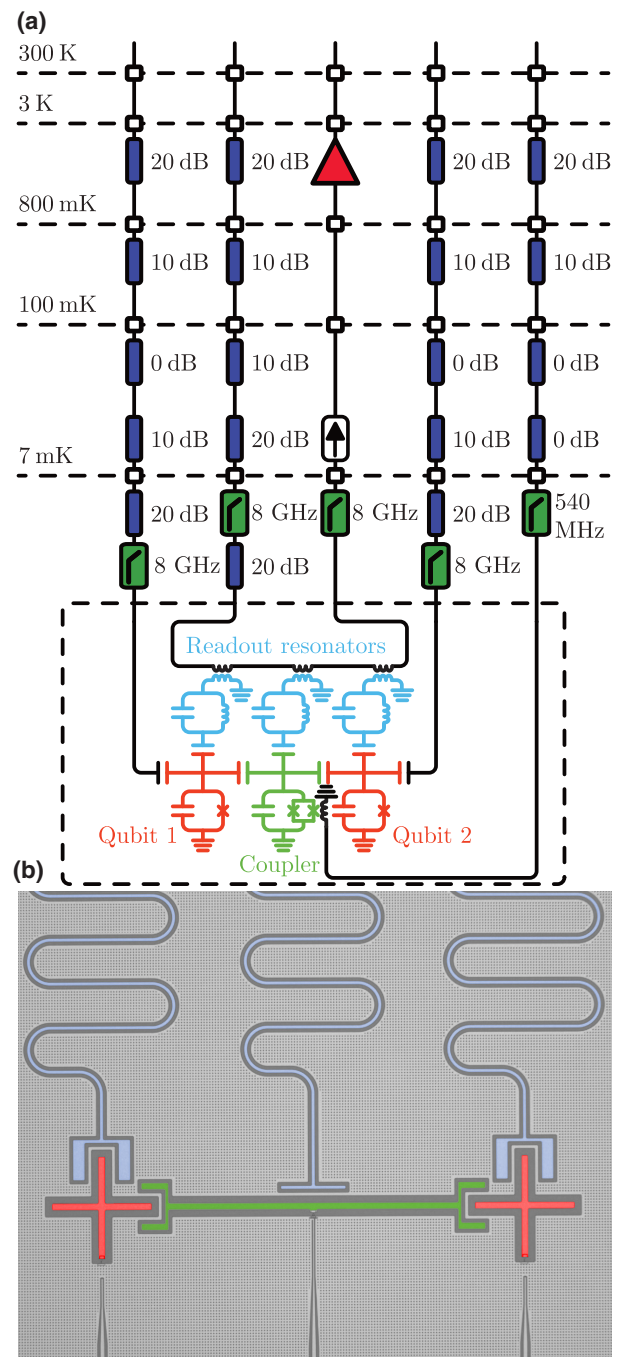 (a)
300 K
3 K
20 dB 20 dB 20 dB 20 dB
800 mK
10 dB 10 dB 10 dB 10 dB
100 mK
0 dB 10 dB 0 dB 0 dB
10 dB 20 dB 10 dB 0 dB
7 mK
20 dB 8 GHz 8 GHz 20 dB 540
MHz
8 GHz 20 dB 8 GHz
Readout resonators
Qubit 1 Qubit 2
Coupler
(b)